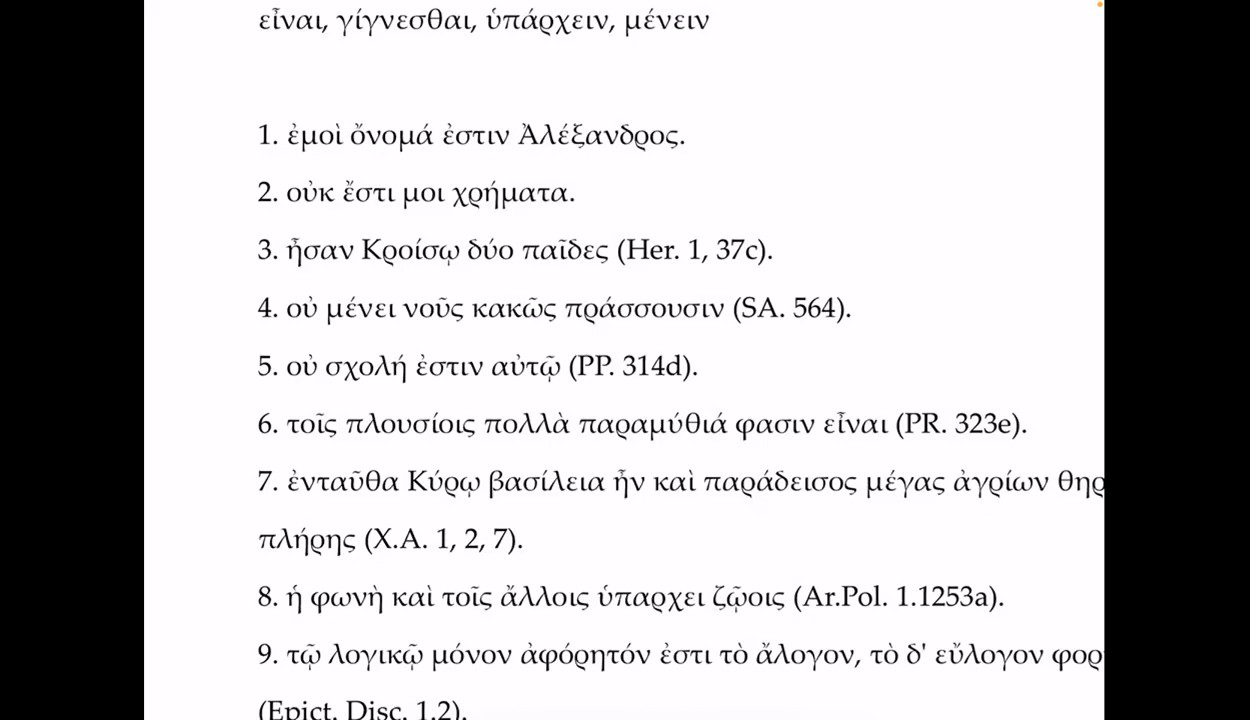 εἶναι, γίγνεσθαι, ὑπάρχειν, μένειν
1. ἐμοὶ ὄνομά ἐστιν Ἀλέξανδρος.
2. οὐκ ἔστι μοι χρήματα.
3. ἦσαν Κροίσῳ δύο παῖδες (Her. 1, 37c).
4. οὐ μένει νοῦς κακῶς πράσσουσιν (SA. 564).
5. οὐ σχολή ἐστιν αὐτῷ (PP. 314d).
6. τοῖς πλουσίοις πολλὰ παραμύθιά φασιν εἶναι (PR. 323e).
7. ἐνταῦθα Κύρῳ βασίλεια ἦν καὶ παράδεισος μέγας ἀγρίων
πλήρης (X.A. 1, 2, 7).
8. ἡ φωνὴ καὶ τοῖς ἄλλοις ὑπαρχει ζῴοις (Ar.Pol. 1.1253a).
9. τῷ λογικῷ μόνον ἀφόρητόν ἐστι τὸ ἄλογον, τὸ δ' εὔλογον
(Epict. Disc. 1.2).